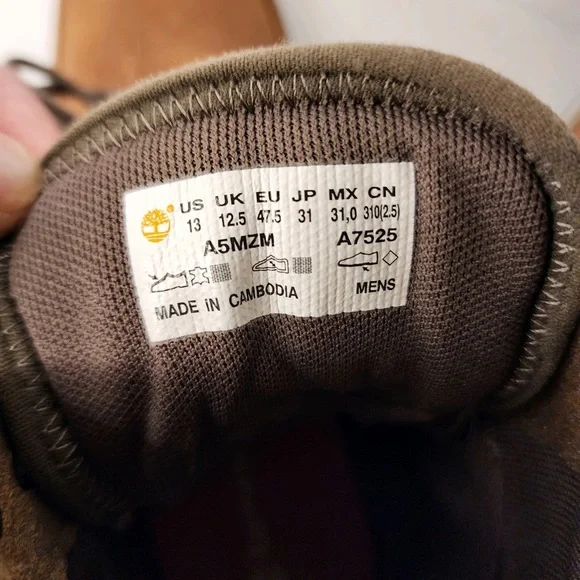 US UK EU JP MX CN
13 12.5 47.5 31 31,0 310(2.5)
A5MZM A7525
MADE iN CAMBODIA MENS